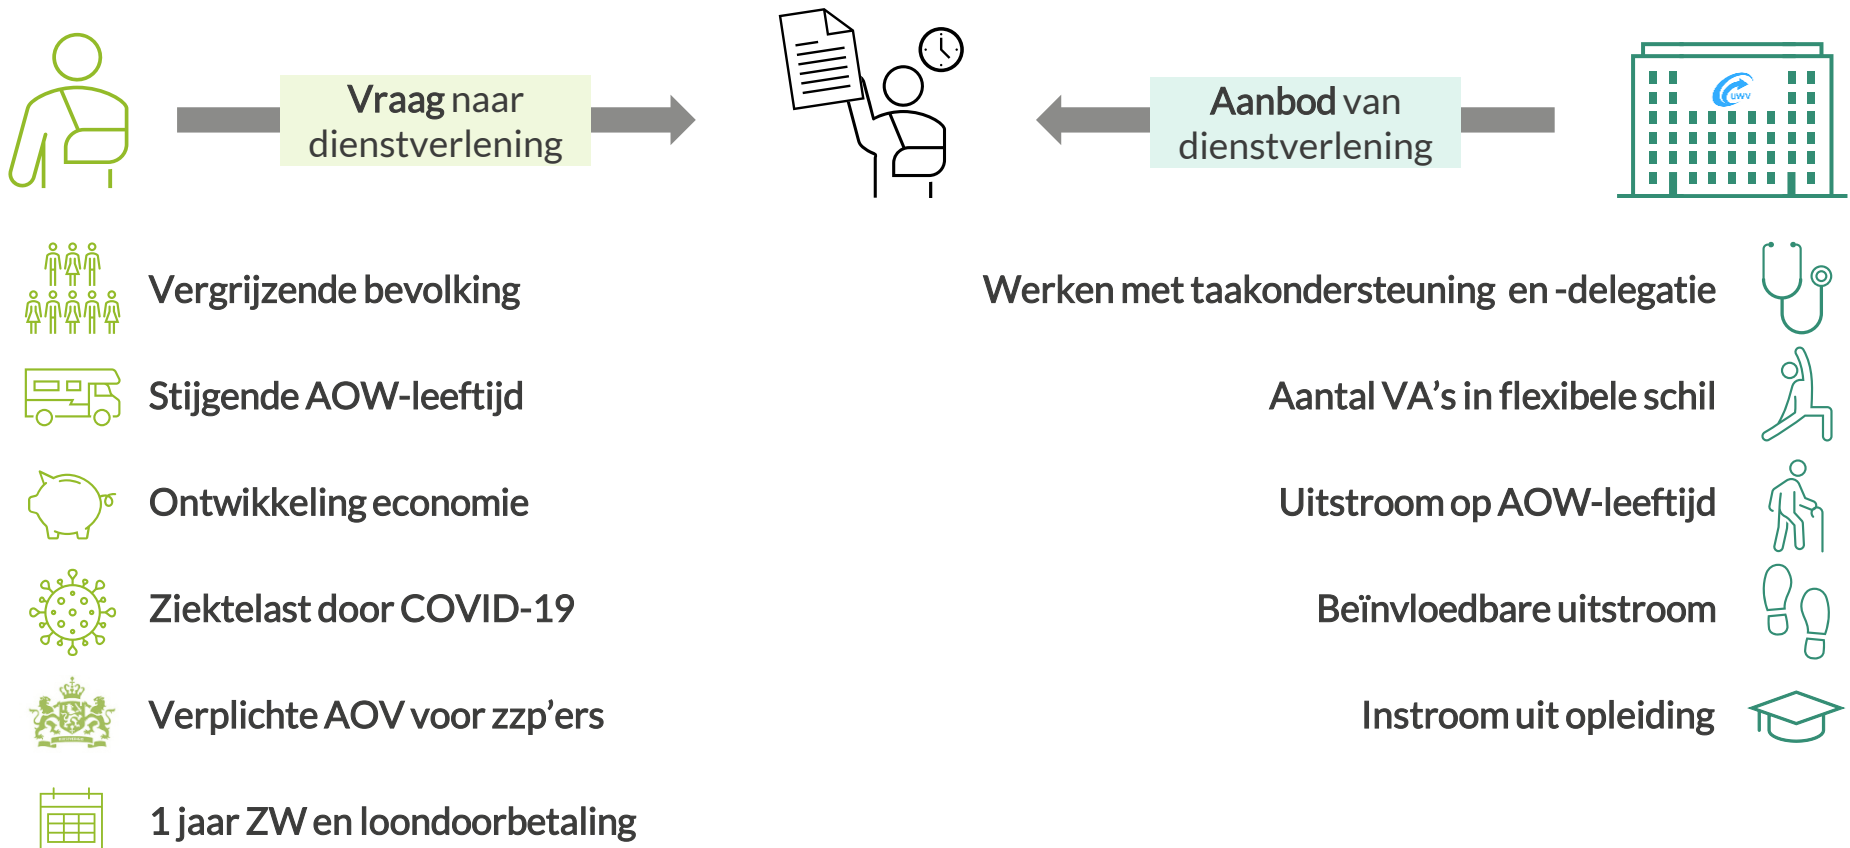 Vraag naar
dienstverlening
Aanbod van
dienstverlening
UWV
Vergrijzende bevolking
Stijgende AOW-leeftijd
Ontwikkeling economie
Ziektelast door COVID-19
Verplichte AOV voor zzp'ers
1 jaar ZW en loondoorbetaling
Werken met taakondersteuning en -delegatie
Aantal VA's in flexibele schil
Uitstroom op AOW-leeftijd
Beïnvloedbare uitstroom
Instroom uit opleiding